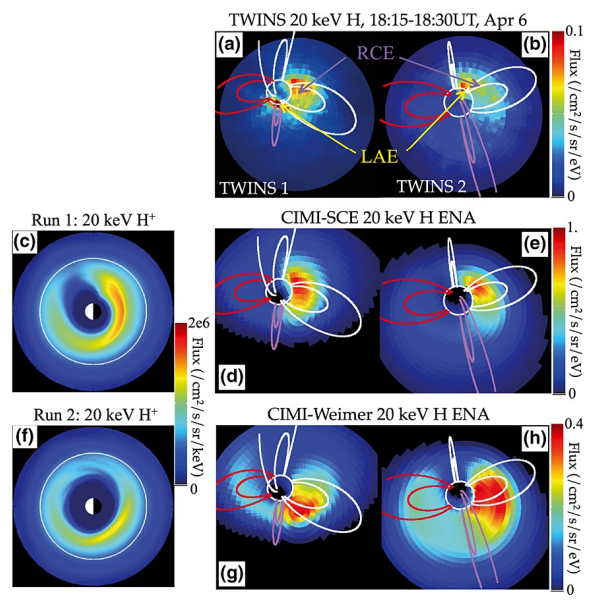 TWINS 20 keV H, 18:15-18:30UT, Apr 6
(a)
(b)
RCE
LAE
TWINS 1
TWINS 2
0.1
Flux (/cm²/s/sr/eV)
0
Run 1: 20 keV H⁺
(c)
CIMI-SCE 20 keV H ENA
(d)
(e)
1.
Flux (/cm²/s/sr/eV)
0
2e6
Flux (/cm²/s/sr/keV)
0
Run 2: 20 keV H⁺
(f)
CIMI-Weimer 20 keV H ENA
(g)
(h)
0.4
Flux (/cm²/s/sr/eV)
0